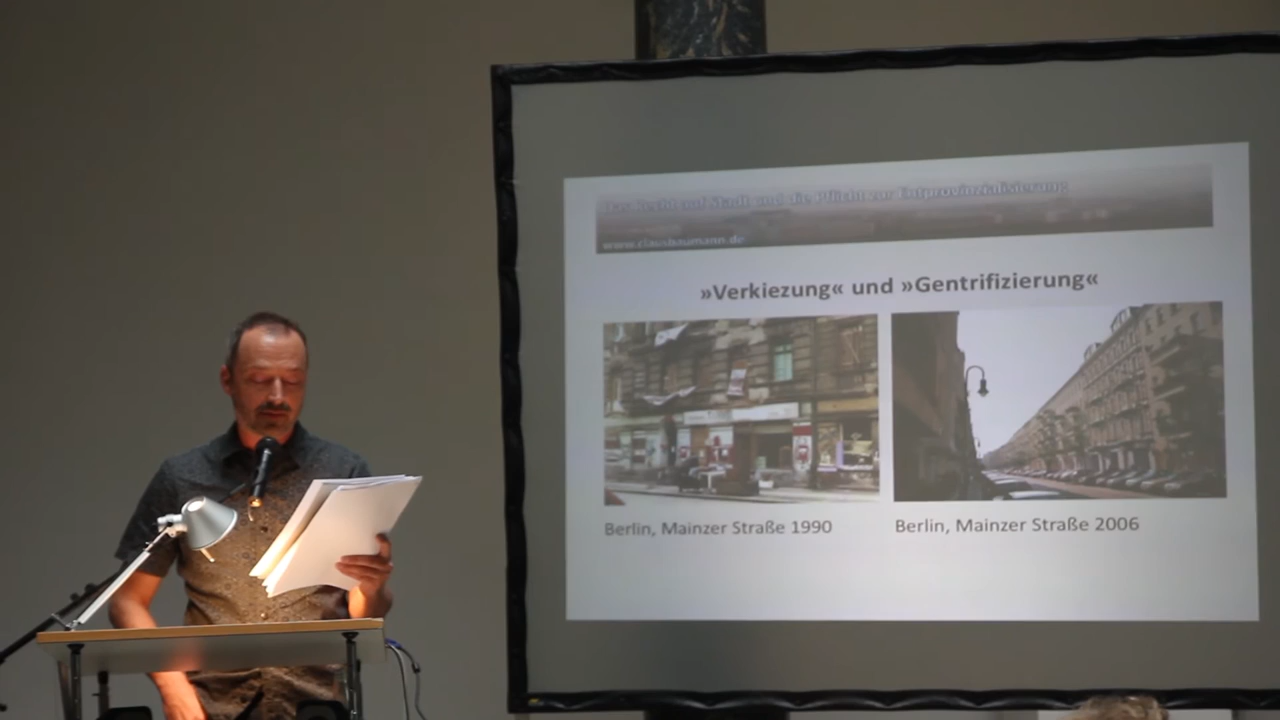 Das Recht auf Stadt und die Pflicht zur Entprovinzialisierung
www.clausbaumann.de
»Verkiezung« und »Gentrifizierung«
Berlin, Mainzer Straße 1990
Berlin, Mainzer Straße 2006